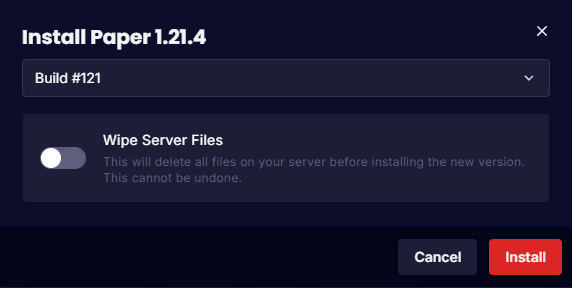 Install Paper 1.21.4
Build #121
Wipe Server Files
This will delete all files on your server before installing the new version.
This cannot be undone.
Cancel
Install